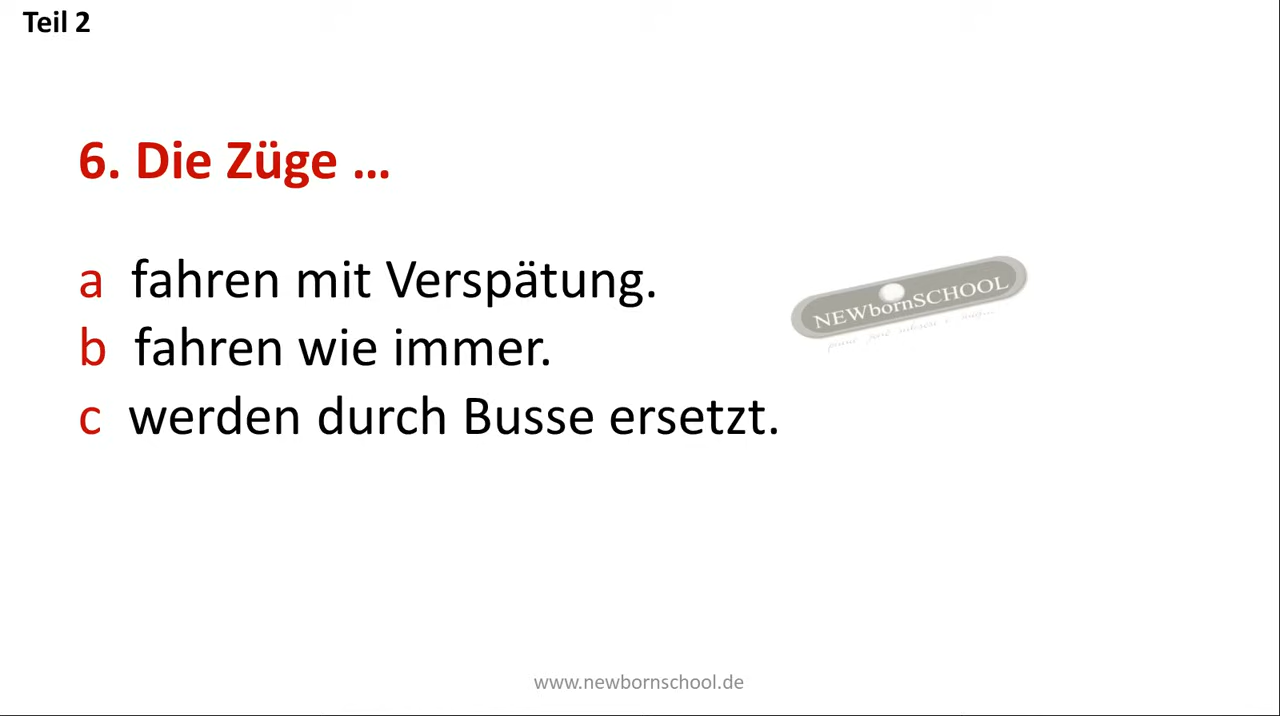 Teil 2
6. Die Züge ...
a fahren mit Verspätung.
b fahren wie immer.
c werden durch Busse ersetzt.
NEWbornSCHOOL
www.newbornschool.de